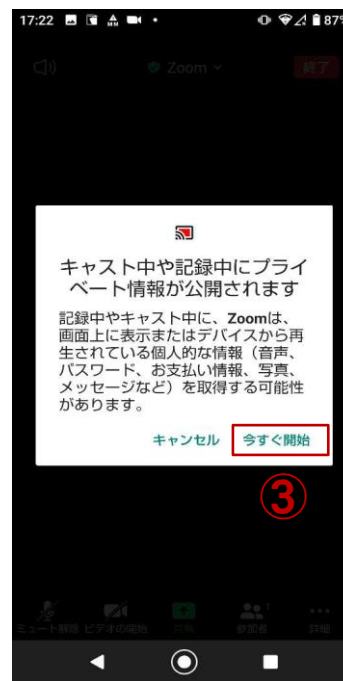 17:22 87%
Zoom 終了
キャスト中や記録中にプライ
ベート情報が公開されます
記録中やキャスト中に、Zoomは、
画面上に表示またはデバイスから再
生されている個人的な情報（音声、
パスワード、お支払い情報、写真、
メッセージなど）を取得する可能性
があります。
キャンセル 今すぐ開始
③
1
ミュート解除 ビデオの開始 共有 参加者 詳細